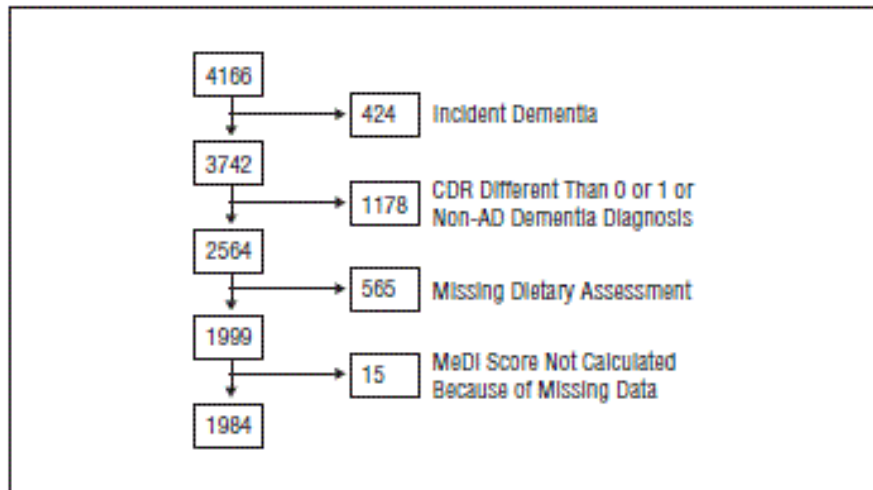 4166
424 Incident Dementia
3742
1178 CDR Different Than 0 or 1 or
Non-AD Dementia Diagnosis
2564
565 Missing Dietary Assessment
1999
15 MeDi Score Not Calculated
Because of Missing Data
1984